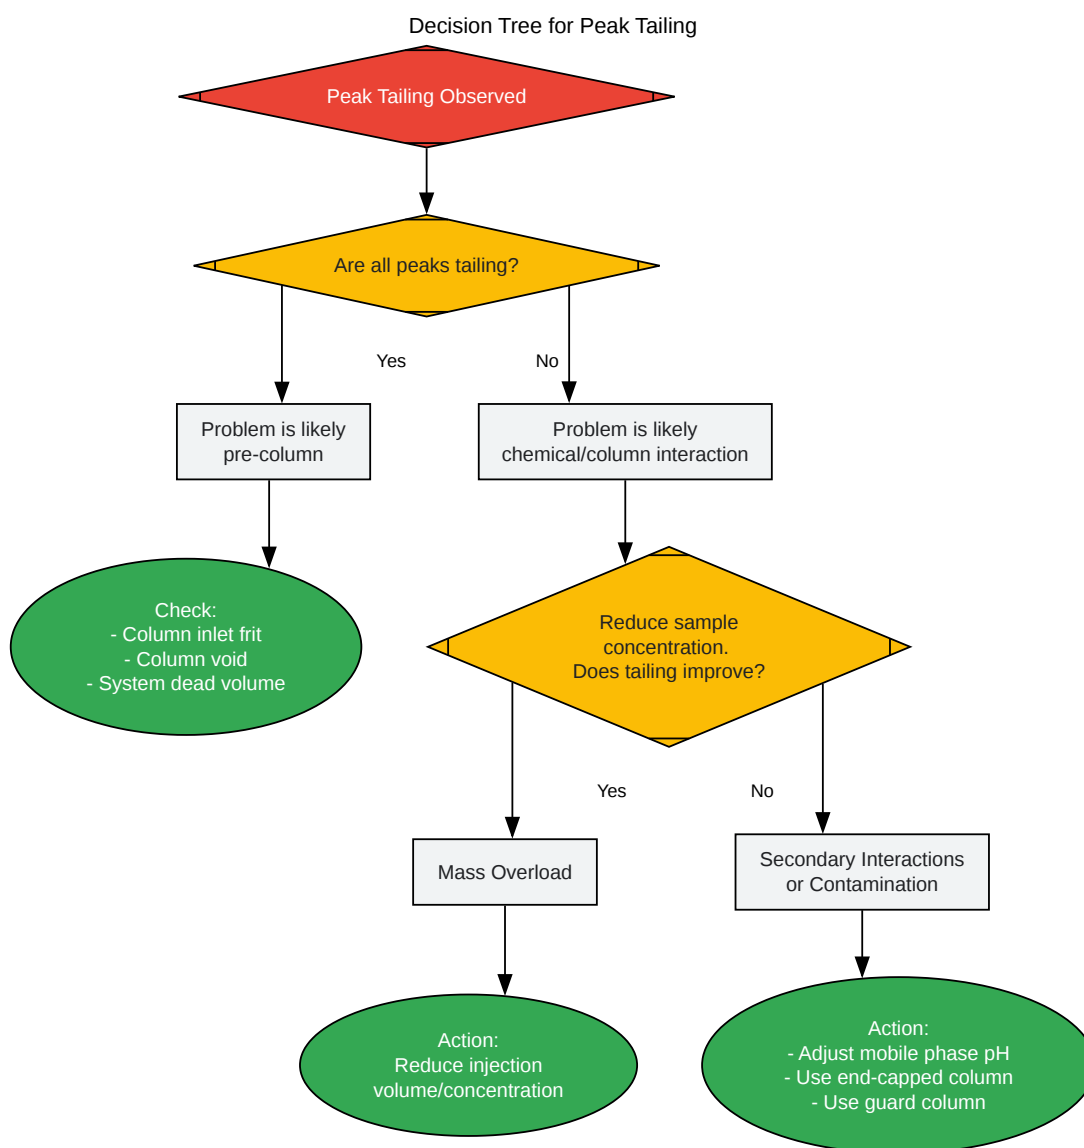 Decision Tree for Peak Tailing
Peak Tailing Observed
Are all peaks tailing?
Yes
No
Problem is likely
pre-column
Problem is likely
chemical/column interaction
Check:
- Column inlet frit
- Column void
- System dead volume
Reduce sample
concentration.
Does tailing improve?
Yes
No
Mass Overload
Secondary Interactions
or Contamination
Action:
Reduce injection
volume/concentration
Action:
- Adjust mobile phase pH
- Use end-capped column
- Use guard column